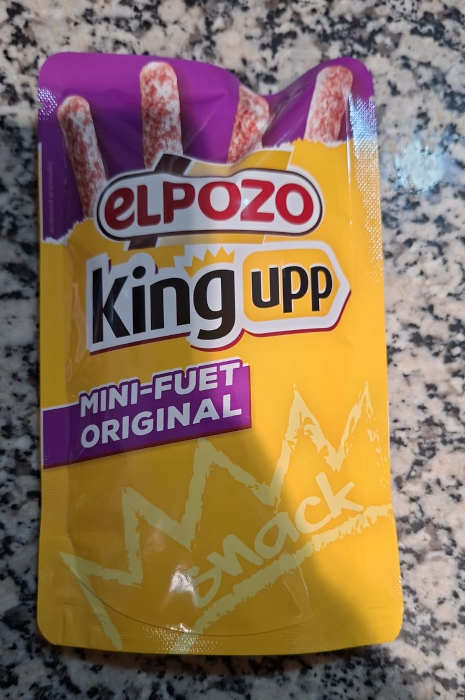 ELPOZO
king upp
MINI-FUET
ORIGINAL
snack